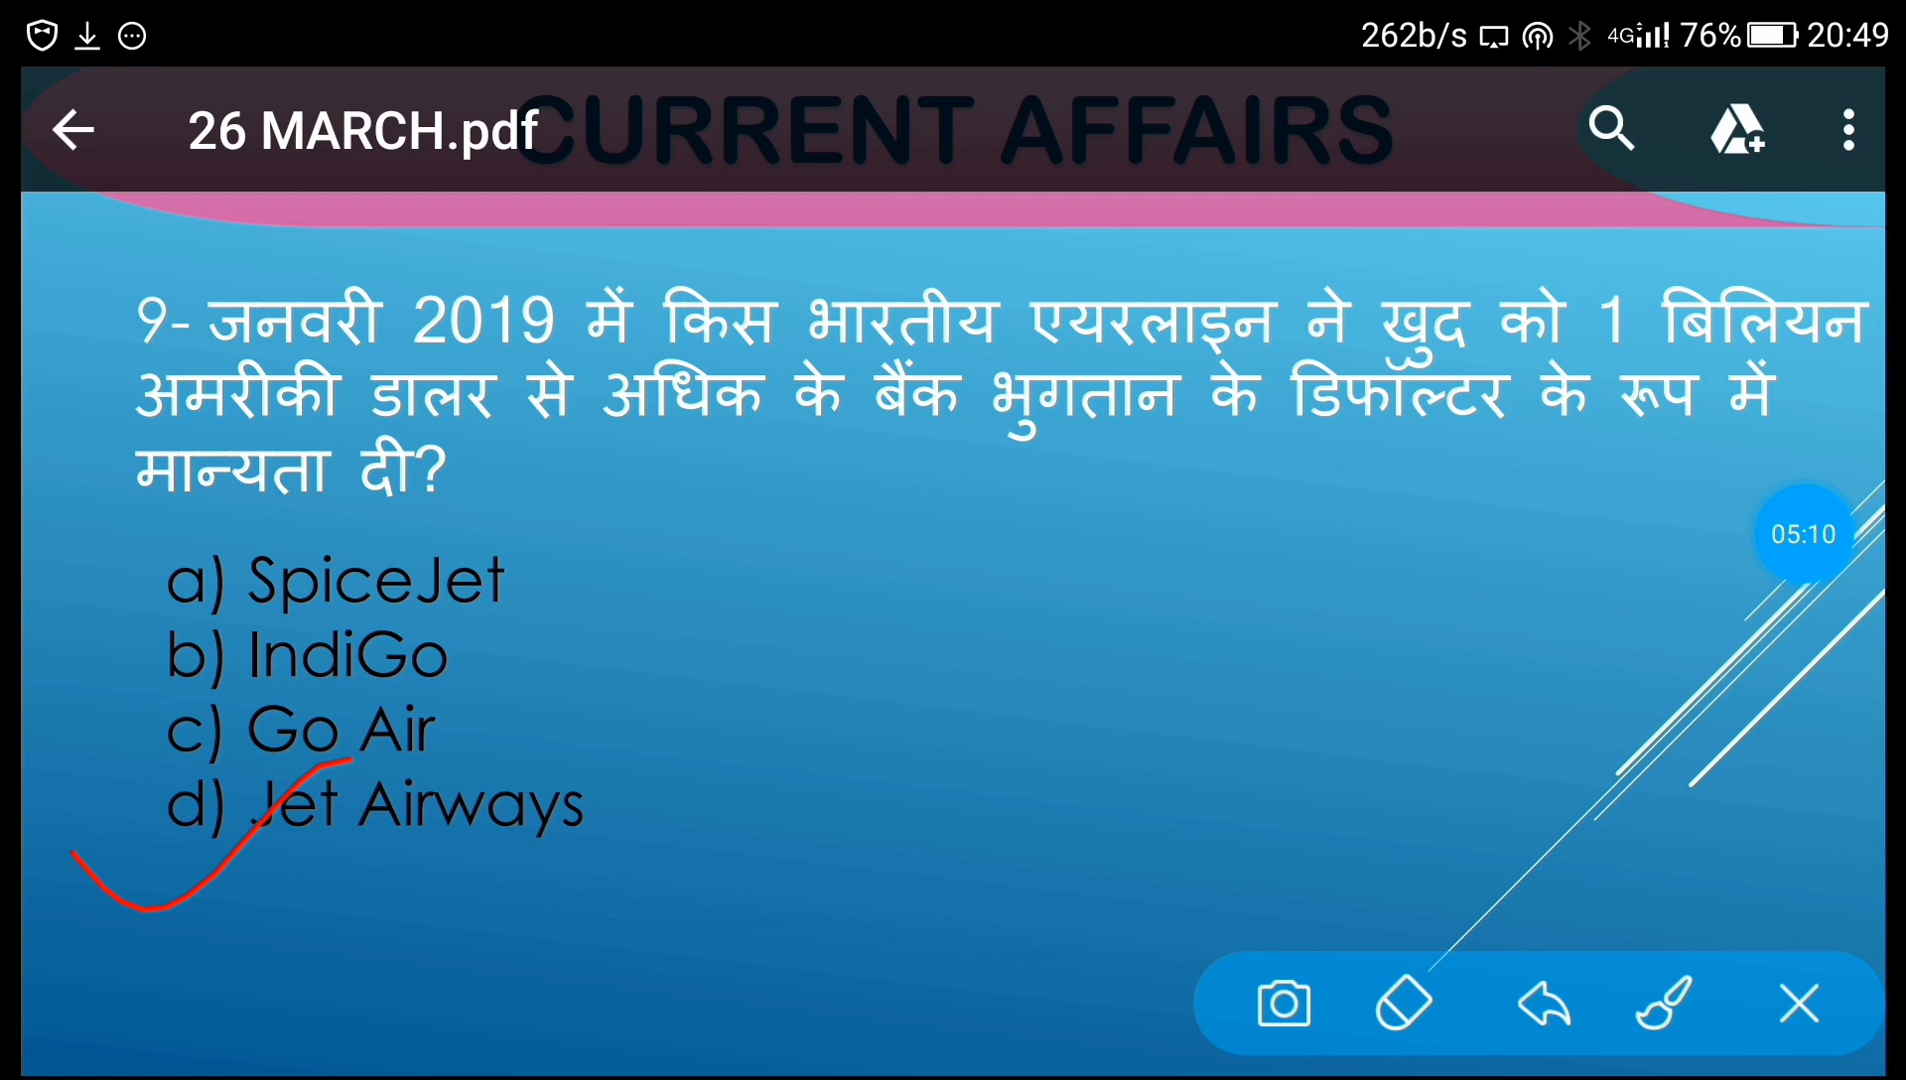 262b/s 4G 76% 20:49
26 MARCH.pdf
CURRENT AFFAIRS
9- जनवरी 2019 में किस भारतीय एयरलाइन ने खुद को 1 बिलियन
अमरीकी डालर से अधिक के बैंक भुगतान के डिफॉल्टर के रूप में
मान्यता दी?
05:10
a) SpiceJet
b) IndiGo
c) Go Air
d) Jet Airways